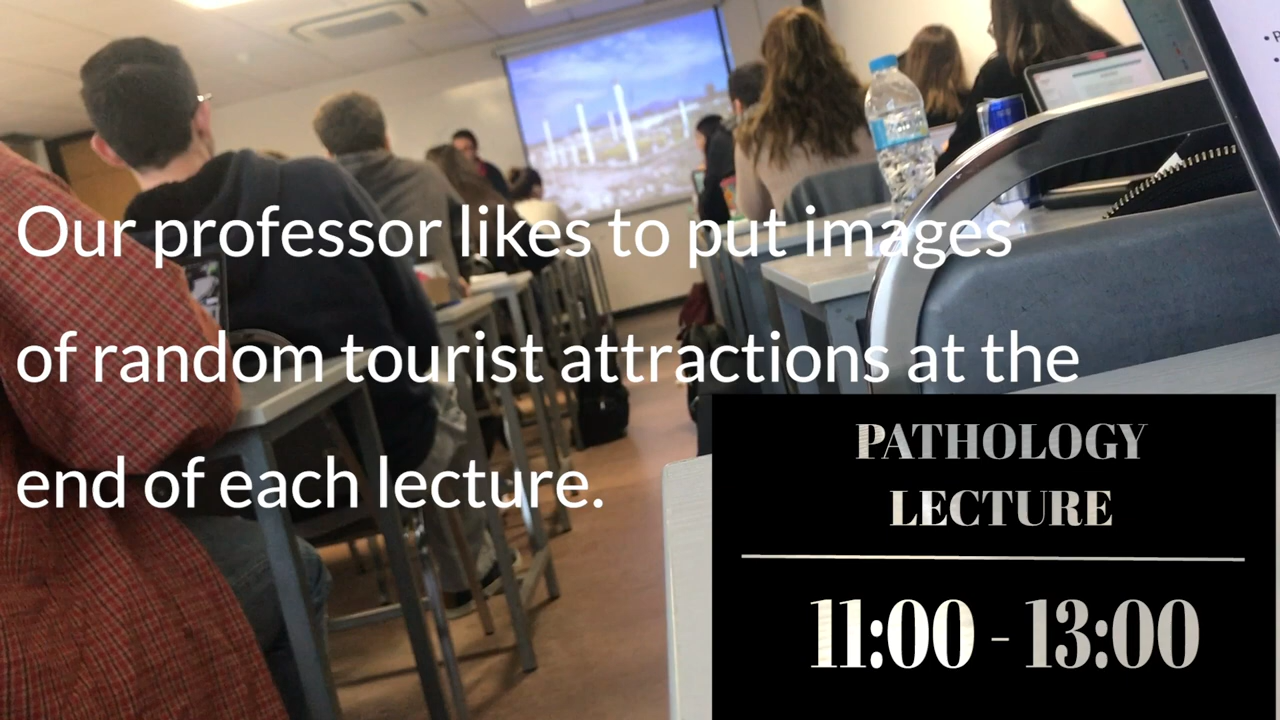 Our professor likes to put images
of random tourist attractions at the
end of each lecture.
PATHOLOGY
LECTURE
11:00 - 13:00